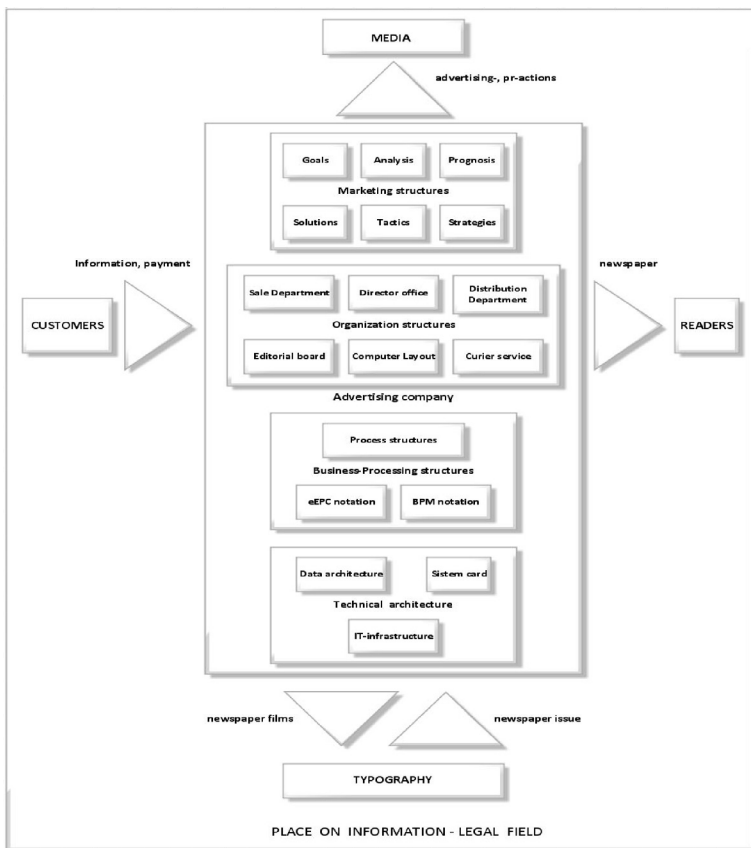 MEDIA
advertising-, pr-actions
Goals
Analysis
Prognosis
Marketing structures
Solutions
Tactics
Strategies
Information, payment
newspaper
Sale Department
Director office
Distribution
Department
CUSTOMERS
Organization structures
READERS
Editorial board
Computer Layout
Curier service
Advertising company
Process structures
Business-Processing structures
eEPC notation
BPM notation
Data architecture
Sistem card
Technical architecture
IT-infrastructure
newspaper films
newspaper issue
TYPOGRAPHY
PLACE ON INFORMATION - LEGAL FIELD